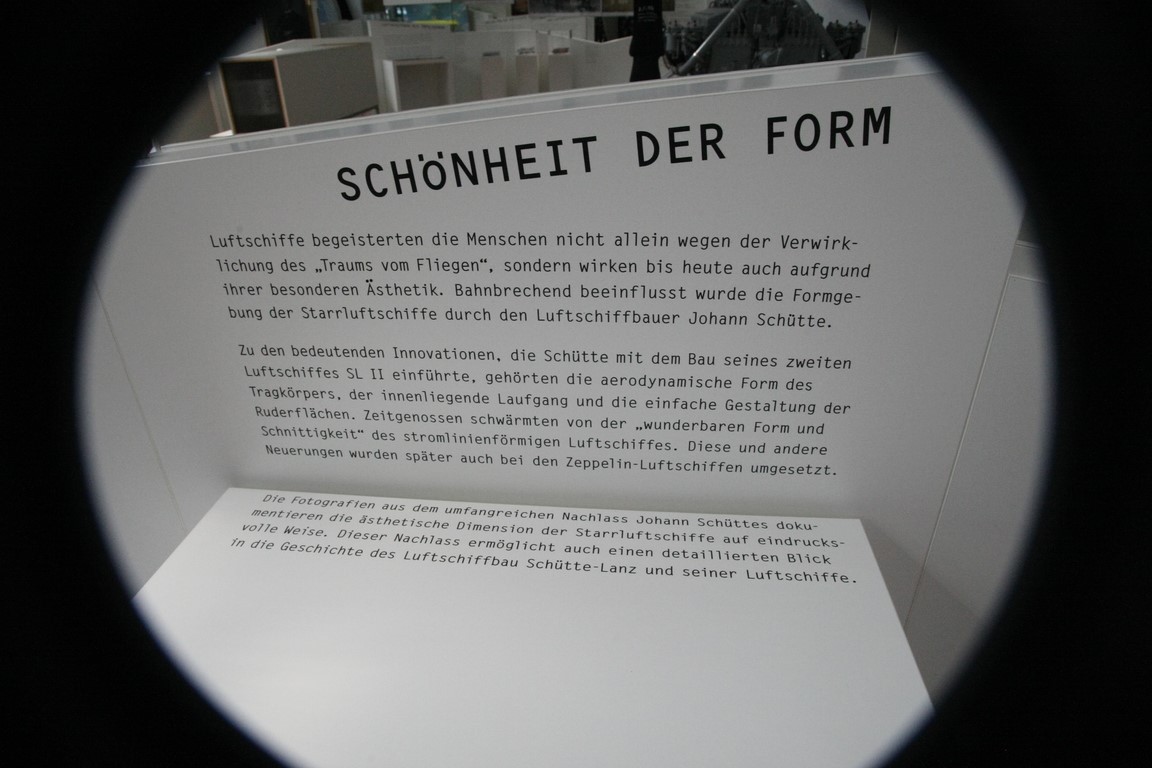 SCHÖNHEIT DER FORM
Luftschiffe begeisterten die Menschen nicht allein wegen der Verwirk-
lichung des „Traums vom Fliegen“, sondern wirken bis heute auch aufgrund
ihrer besonderen Ästhetik. Bahnbrechend beeinflusst wurde die Formge-
bung der Starrluftschiffe durch den Luftschiffbauer Johann Schütte.
Zu den bedeutenden Innovationen, die Schütte mit dem Bau seines zweiten
Luftschiffes SL II einführte, gehörten die aerodynamische Form des
Tragkörpers, der innenliegende Laufgang und die einfache Gestaltung der
Ruderflächen. Zeitgenossen schwärmten von der „wunderbaren Form und
Schnittigkeit“ des stromlinienförmigen Luftschiffes. Diese und andere
Neuerungen wurden später auch bei den Zeppelin-Luftschiffen umgesetzt.
Die Fotografien aus dem umfangreichen Nachlass Johann Schüttes doku-
mentieren die ästhetische Dimension der Starrluftschiffe auf eindrucks-
volle Weise. Dieser Nachlass ermöglicht auch einen detaillierten Blick
in die Geschichte des Luftschiffbau Schütte-Lanz und seiner Luftschiffe.